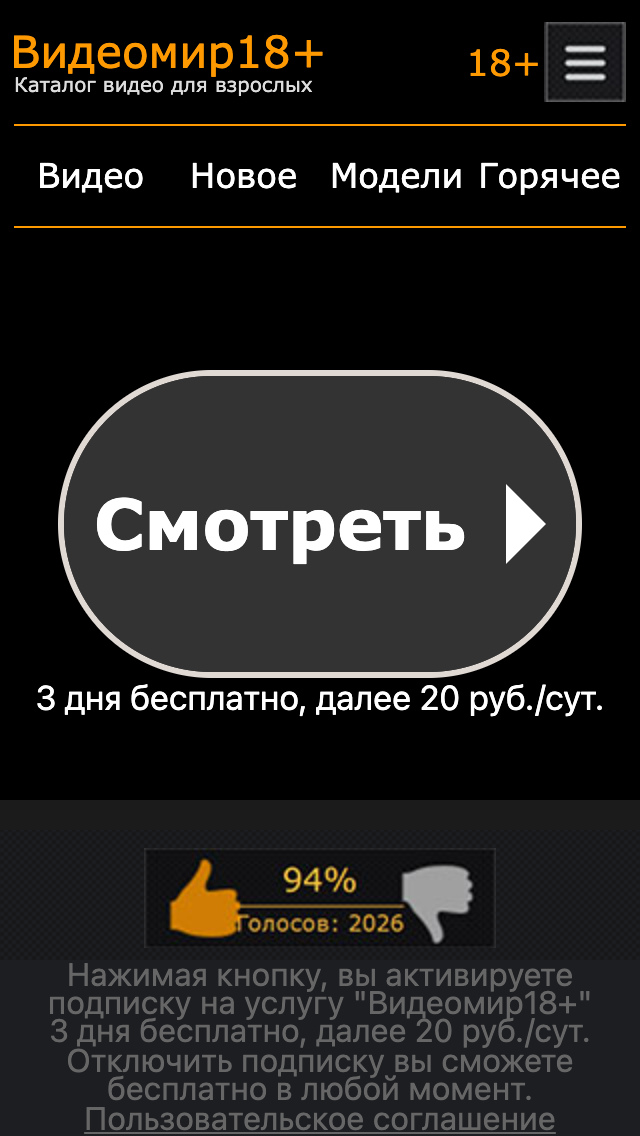 Видеомир18+
Каталог видео для взрослых
18+
Видео Новое Модели Горячее
Смотреть
3 дня бесплатно, далее 20 руб./сут.
94%
Голосов: 2026
Нажимая кнопку, вы активируете
подписку на услугу "Видеомир18+"
3 дня бесплатно, далее 20 руб./сут.
Отключить подписку вы сможете
бесплатно в любой момент.
Пользовательское соглашение